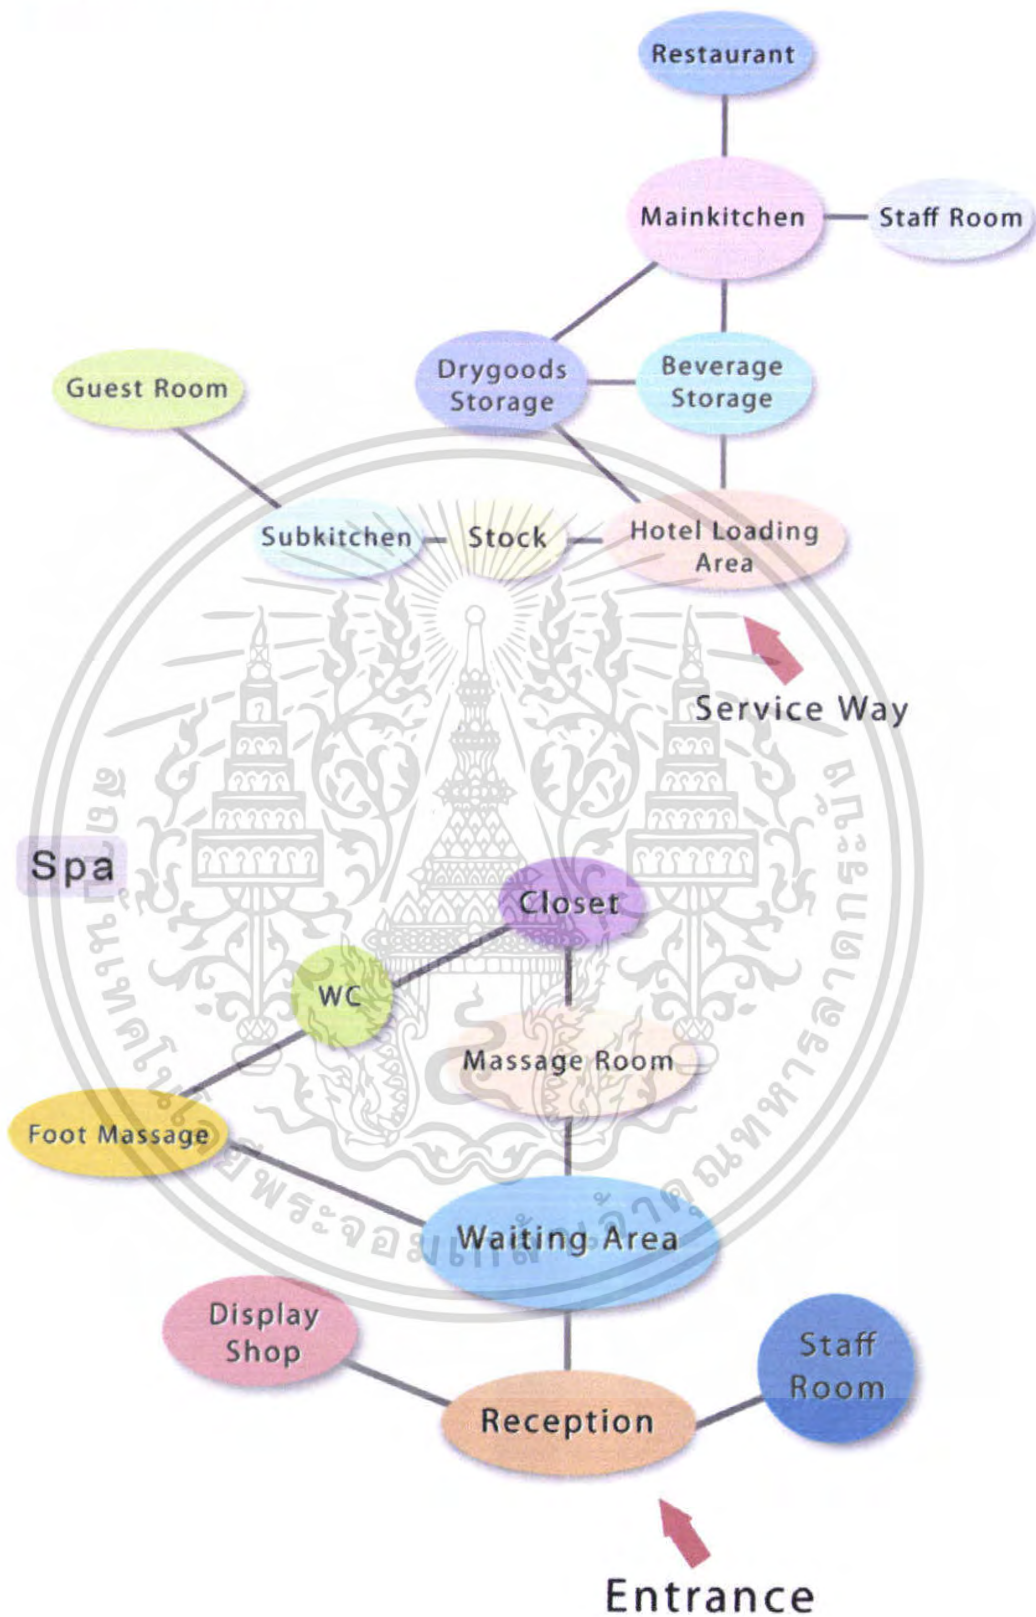 Restaurant
Mainkitchen
Staff Room
Drygoods
Storage
Beverage
Storage
Guest Room
Subkitchen
Stock
Hotel Loading
Area
Service Way
Spa
Closet
WC
Massage Room
Foot Massage
Waiting Area
Display
Shop
Staff
Room
Reception
Entrance